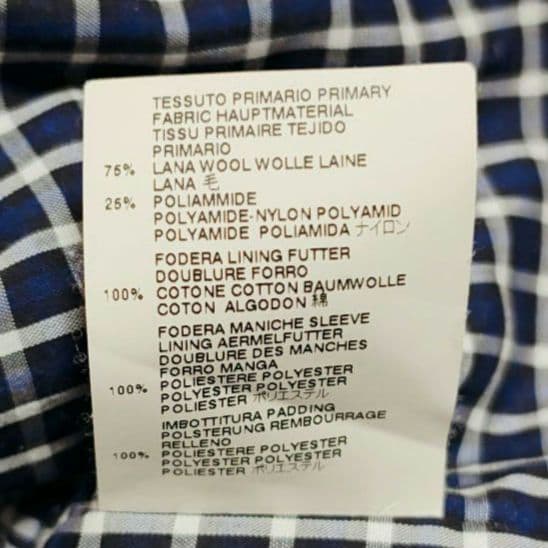 TESSUTO PRIMARIO PRIMARY
FABRIC HAUPTMATERIAL
TISSU PRIMAIRE TEJIDO
PRIMARIO
75% LANA WOOL WOLLE LAINE
LANA 毛
25% POLIAMMIDE
POLYAMIDE-NYLON POLYAMID
POLYAMIDE POLIAMIDA ナイロン
FODERA LINING FUTTER
DOUBLURE FORRO
100% COTONE COTTON BAUMWOLLE
COTON ALGODON 綿
FODERA MANICHE SLEEVE
LINING AERMELFUTTER
DOUBLURE DES MANCHES
FORRO MANGA
100% POLIESTERE POLYESTER
POLYESTER POLYESTER
POLIESTER ポリエステル
IMBOTTITURA PADDING
POLSTERUNG REMBOURRAGE
RELLENO
100% POLIESTERE POLYESTER
POLYESTER POLYESTER
POLIESTER ポリエステル